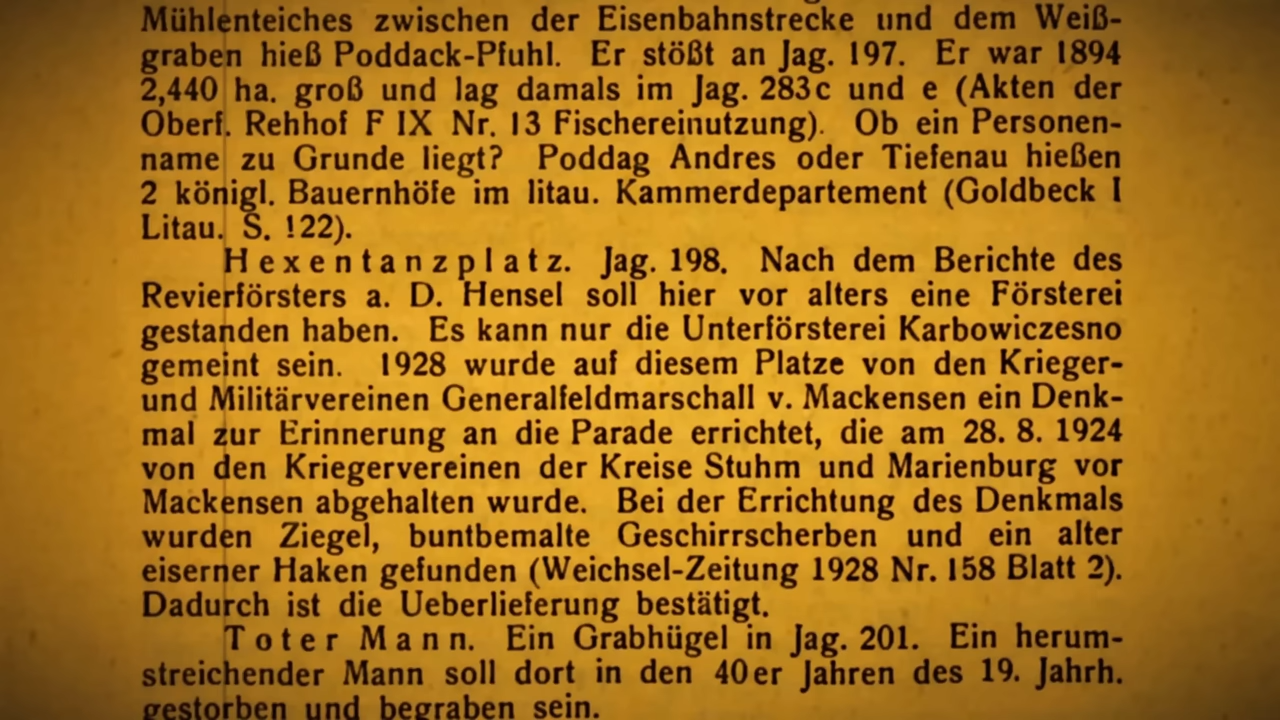 Mühlenteiches zwischen der Eisenbahnstrecke und dem Weiß-
graben hieß Poddack-Pfuhl. Er stößt an Jag. 197. Er war 1894
2,440 ha. groß und lag damals im Jag. 283c und e (Akten der
Oberf. Rehhof F IX Nr. 13 Fischereinutzung). Ob ein Personen-
name zu Grunde liegt? Poddag Andres oder Tiefenau hießen
2 königl. Bauernhöfe im litau. Kammerdepartement (Goldbeck I
Litau. S. 122).
Hexentanzplatz. Jag. 198. Nach dem Berichte des
Revierförsters a. D. Hensel soll hier vor alters eine Försterei
gestanden haben. Es kann nur die Unterförsterei Karbowiczesno
gemeint sein. 1928 wurde auf diesem Platze von den Krieger-
und Militärvereinen Generalfeldmarschall v. Mackensen ein Denk-
mal zur Erinnerung an die Parade errichtet, die am 28. 8. 1924
von den Kriegervereinen der Kreise Stuhm und Marienburg vor
Mackensen abgehalten wurde. Bei der Errichtung des Denkmals
wurden Ziegel, buntbemalte Geschirrscherben und ein alter
eiserner Haken gefunden (Weichsel-Zeitung 1928 Nr. 158 Blatt 2).
Dadurch ist die Ueberlieferung bestätigt.
Toter Mann. Ein Grabhügel in Jag. 201. Ein herum-
streichender Mann soll dort in den 40er Jahren des 19. Jahrh.
gestorben und begraben sein.